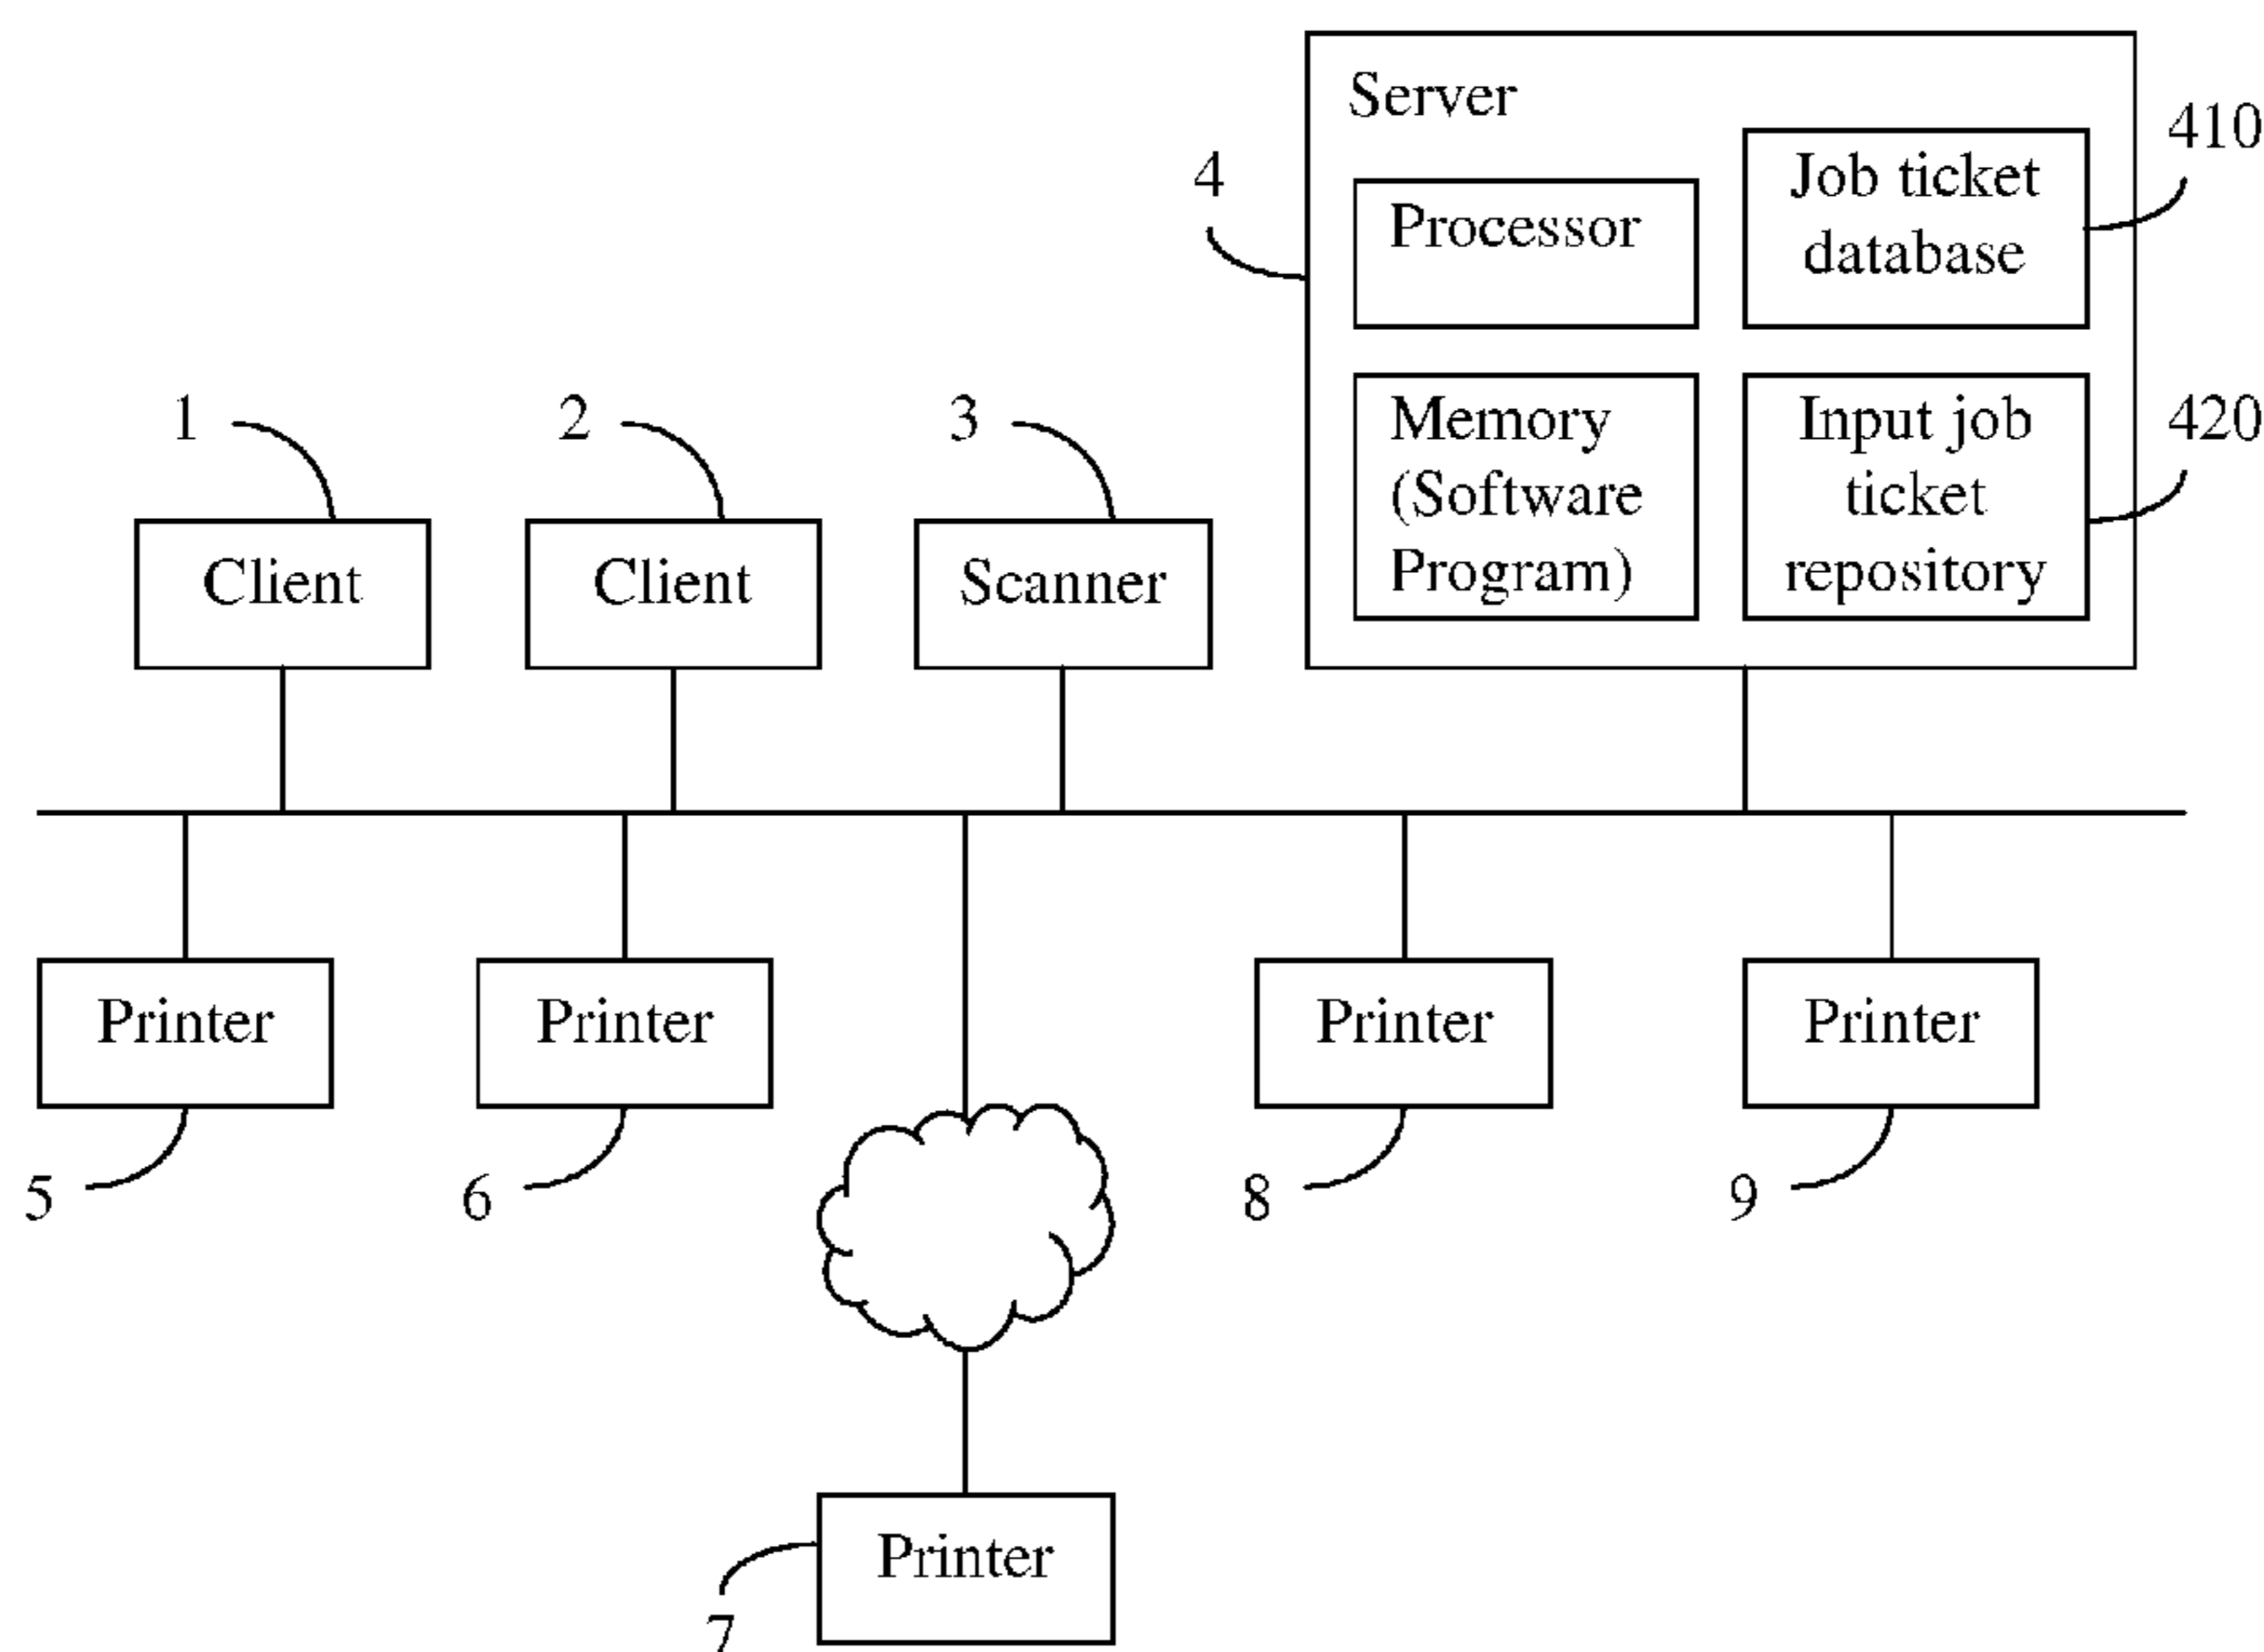 Server
410
4
Job ticket
database
Processor
1
2
3
Memory
(Software
Program)
Input job
ticket
repository
420
Client
Client
Scanner
Printer
Printer
Printer
Printer
5
6
8
9
Printer
7